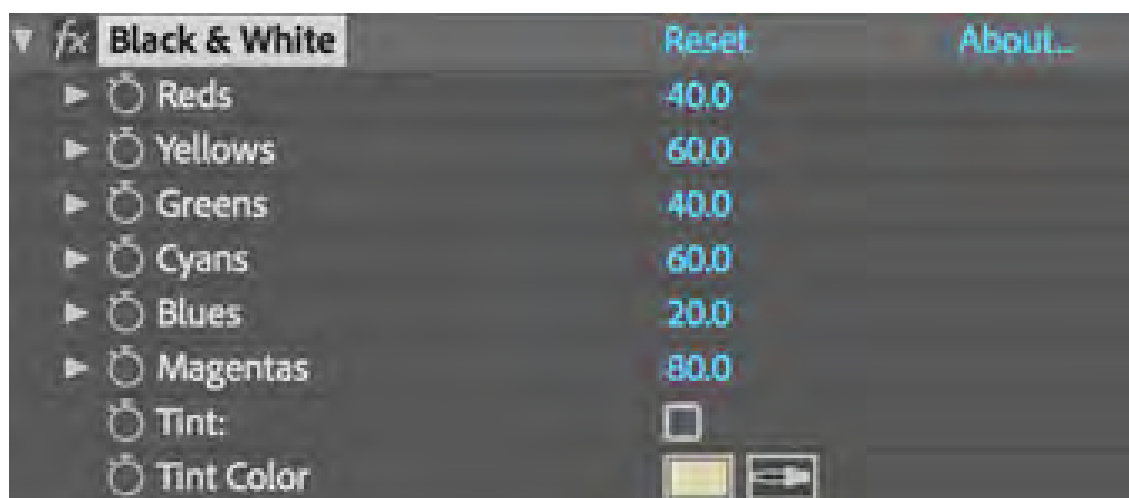 fx Black & White Reset About...
Reds 40.0
Yellows 60.0
Greens 40.0
Cyans 60.0
Blues 20.0
Magentas 80.0
Tint:
Tint Color